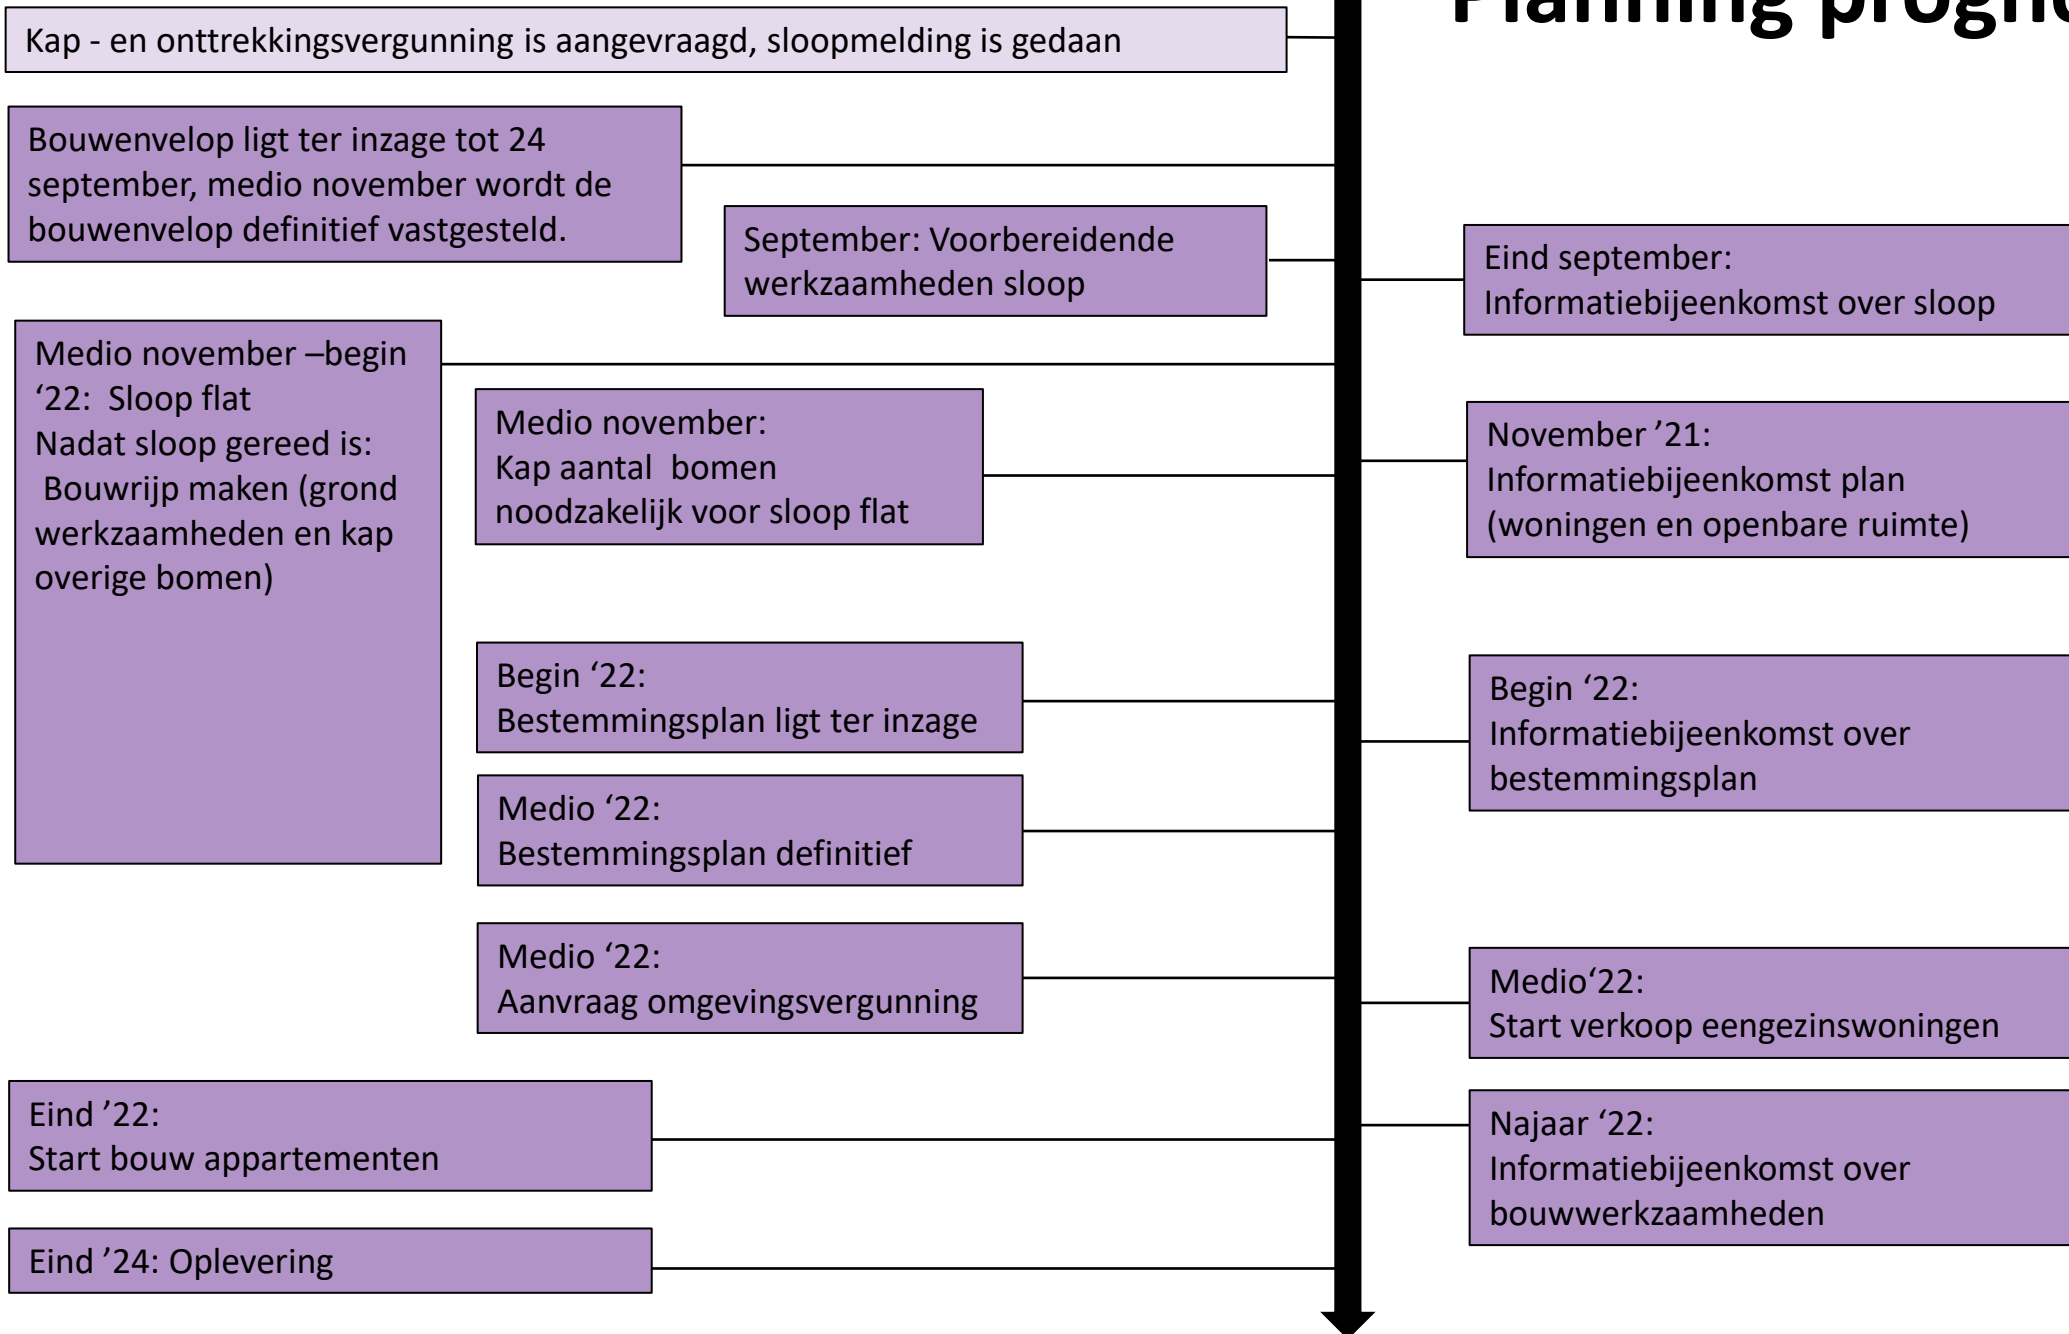 Planning
Kap - en onttrekkingsvergunning is aangevraagd, sloopmelding is gedaan
Bouwenvelop ligt ter inzage tot 24
september, medio november wordt de
bouwenvelop definitief vastgesteld.
September: Voorbereidende
werkzaamheden sloop
Eind september:
Informatiebijeenkomst over sloop
Medio november –begin
‘22:  Sloop flat
Nadat sloop gereed is:
Bouwrijp maken (grond
werkzaamheden en kap
overige bomen)
Medio november:
Kap aantal  bomen
noodzakelijk voor sloop flat
November ’21:
Informatiebijeenkomst plan
(woningen en openbare ruimte)
Begin ‘22:
Bestemmingsplan ligt ter inzage
Begin ‘22:
Informatiebijeenkomst over
bestemmingsplan
Medio ‘22:
Bestemmingsplan definitief
Medio ‘22:
Aanvraag omgevingsvergunning
Medio‘22:
Start verkoop eengezinswoningen
Eind ’22:
Start bouw appartementen
Najaar ‘22:
Informatiebijeenkomst over
bouwwerkzaamheden
Eind ’24: Oplevering